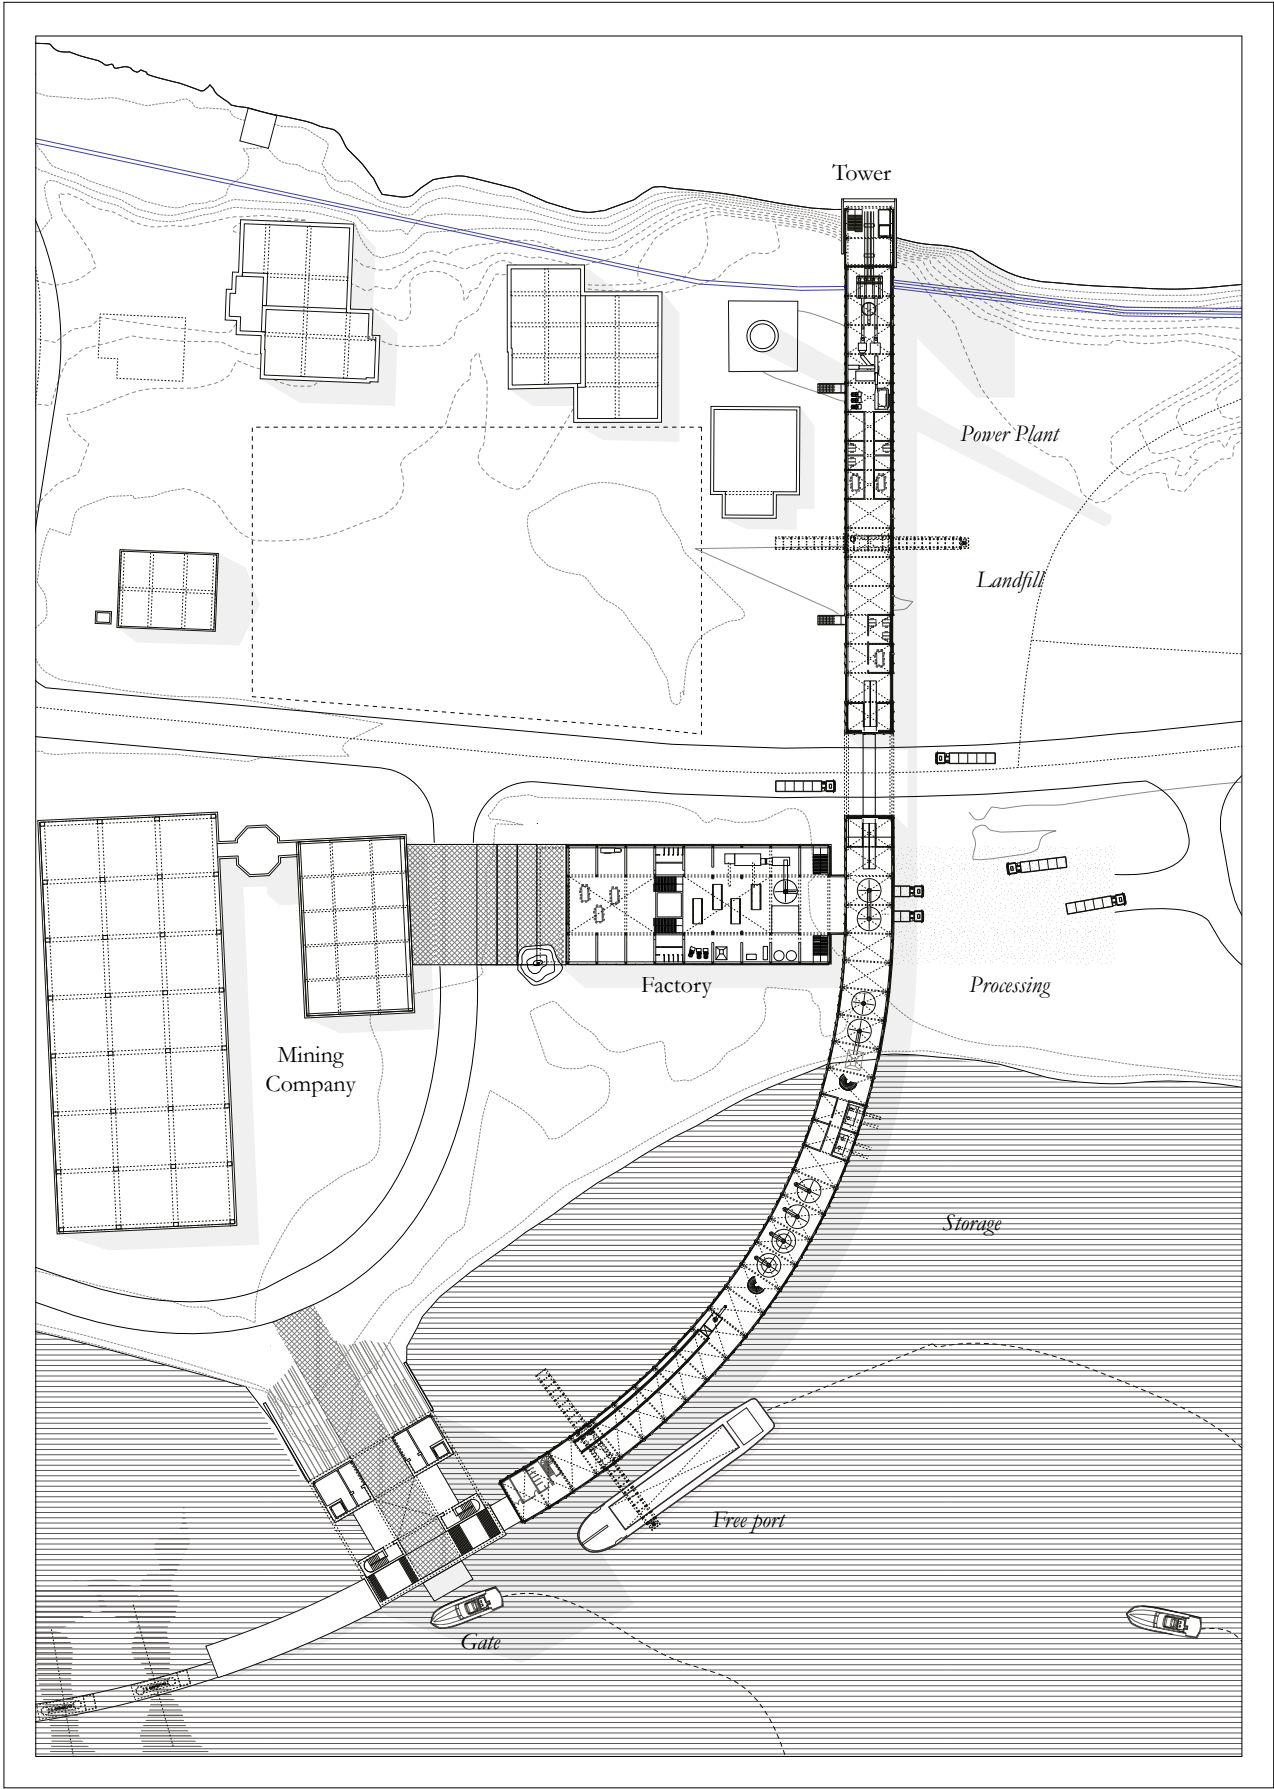 Tower
Power Plant
Landfill
Factory
Processing
Mining
Company
Storage
Free port
Gate